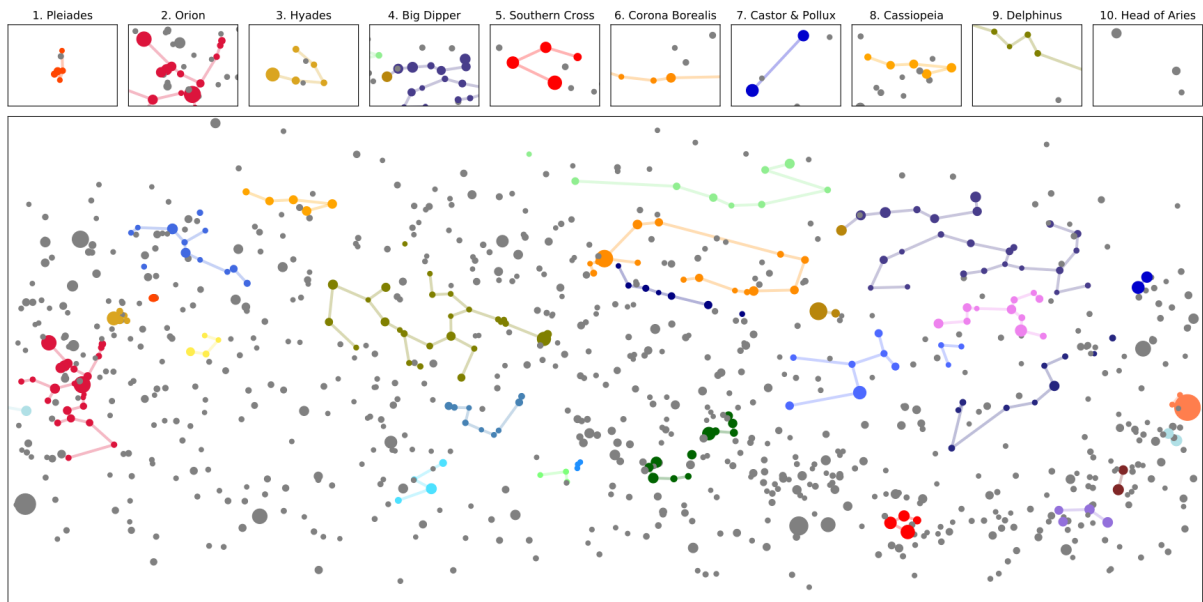 1. Pleiades
2. Orion
3. Hyades
4. Big Dipper
5. Southern Cross
6. Corona Borealis
7. Castor & Pollux
8. Cassiopeia
9. Delphinus
10. Head of Aries